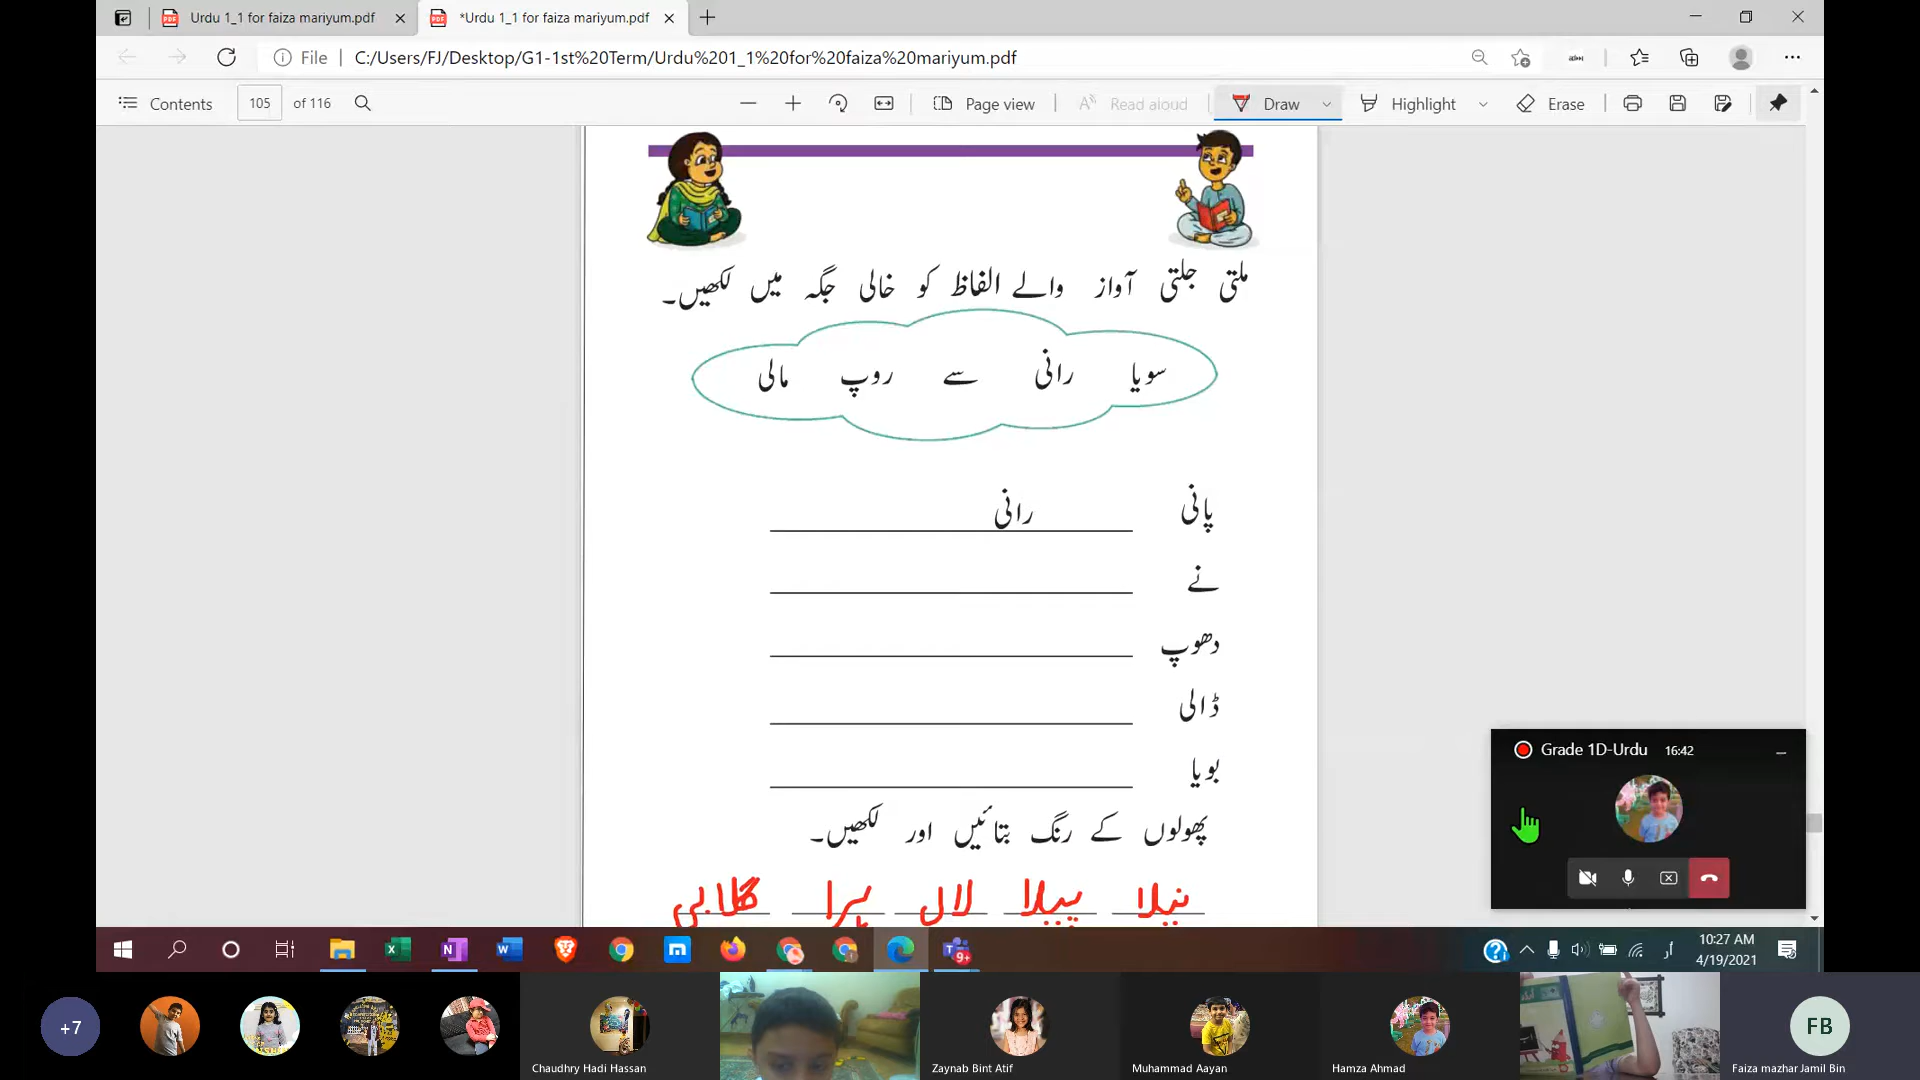 Urdu 1_1 for faiza mariyum.pdf
*Urdu 1_1 for faiza mariyum.pdf
File C:/Users/FJ/Desktop/G1-1st%20Term/Urdu%201_1%20for%20faiza%20mariyum.pdf
Contents 105 of 116 Page view Read aloud Draw Highlight Erase
ملتی جلتی آواز والے الفاظ کو خالی جگہ میں لکھیں۔
سویا رانی سے روپ مالی
پانی رانی
نے
دھوپ
ڈالی
بویا
پھولوں کے رنگ بتائیں اور لکھیں۔
نیلا پیلا لال ہرا گلابی
Grade 1D-Urdu 16:42
10:27 AM
4/19/2021
9+
+7
Chaudhry Hadi Hassan
Zaynab Bint Atif
Muhammad Aayan
Hamza Ahmad
FB
Faiza mazhar Jamil Bin